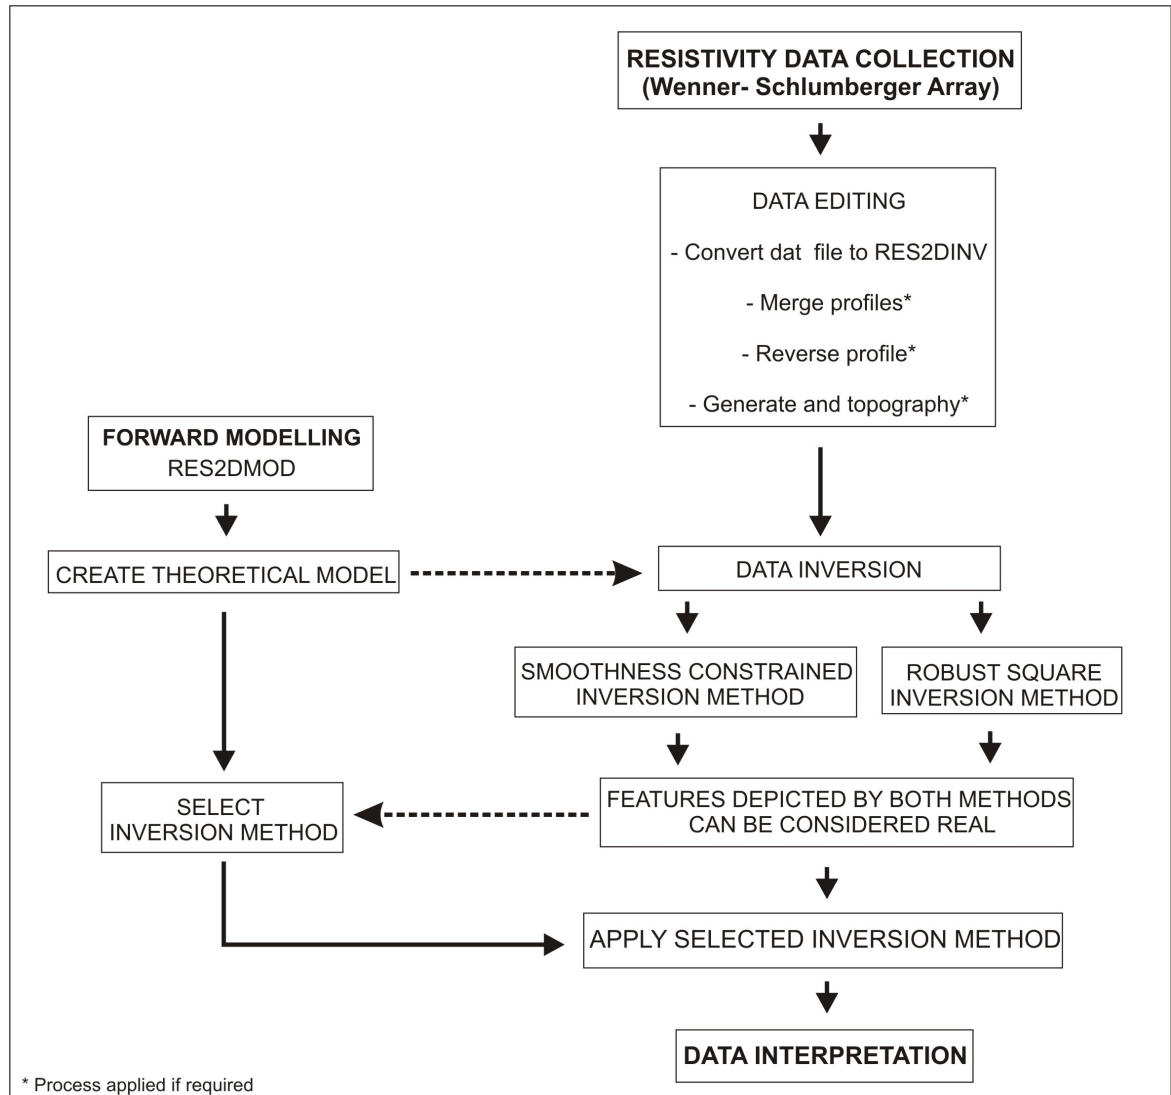 RESISTIVITY DATA COLLECTION
(Wenner- Schlumberger Array)
DATA EDITING
- Convert dat file to RES2DINV
- Merge profiles*
- Reverse profile*
- Generate and topography*
FORWARD MODELLING
RES2DMOD
CREATE THEORETICAL MODEL
DATA INVERSION
SMOOTHNESS CONSTRAINED
INVERSION METHOD
ROBUST SQUARE
INVERSION METHOD
SELECT
INVERSION METHOD
FEATURES DEPICTED BY BOTH METHODS
CAN BE CONSIDERED REAL
APPLY SELECTED INVERSION METHOD
DATA INTERPRETATION
* Process applied if required